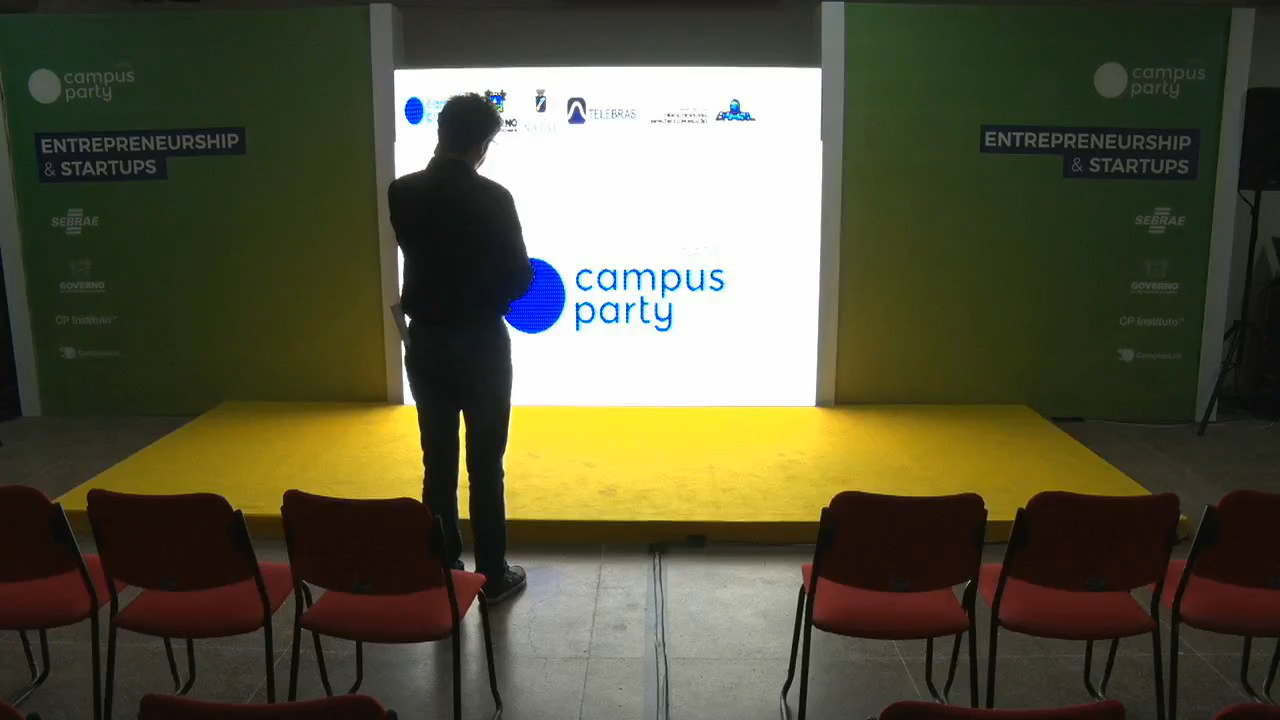 campus
party
ENTREPRENEURSHIP
& STARTUPS
SEBRAE
GOVERNO
CP Instituto
TELEBRAS
BRASIL
campus
party
campus
party
ENTREPRENEURSHIP
& STARTUPS
SEBRAE
GOVERNO
CP Instituto